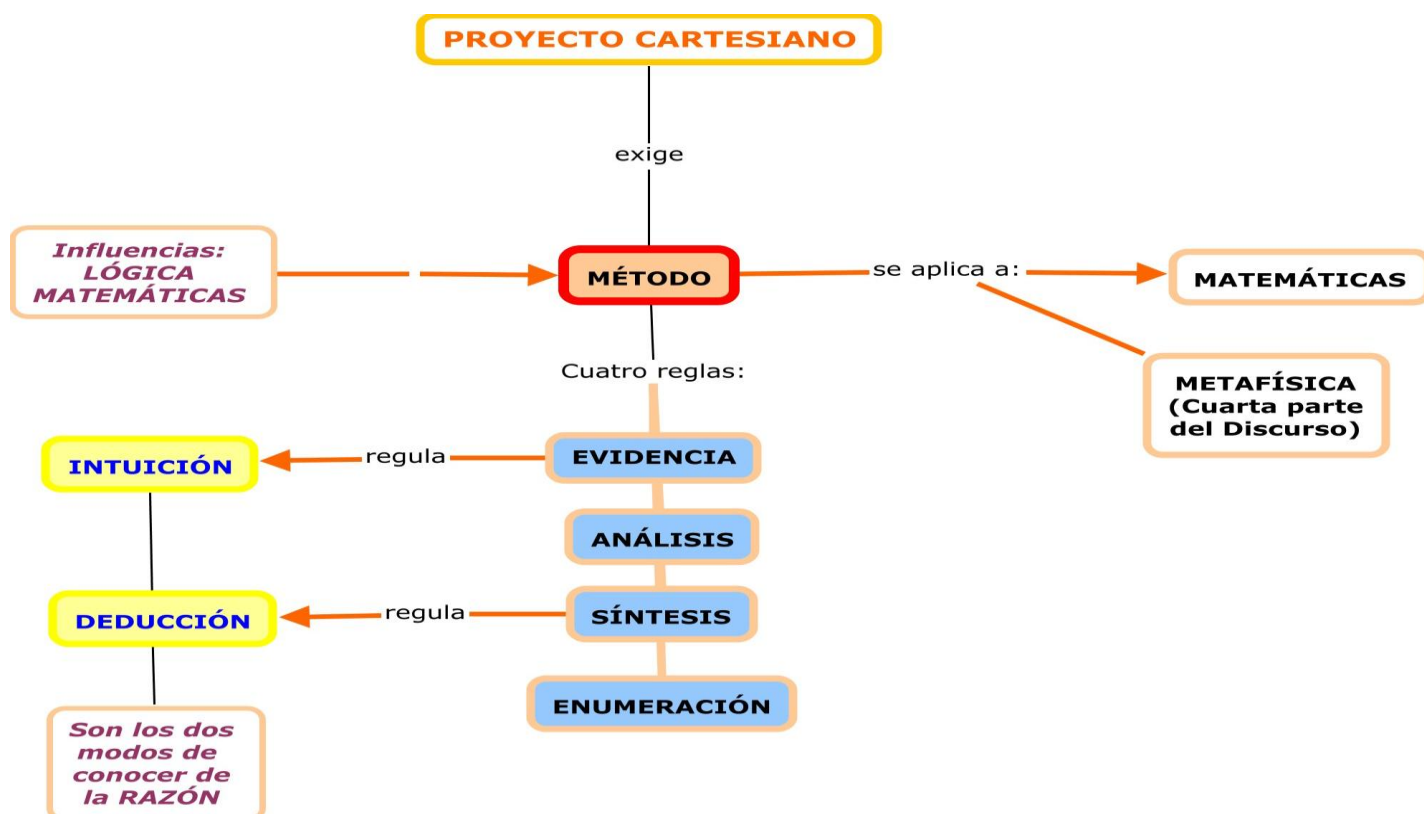 PROYECTO CARTESIANO
exige
Influencias:
LÓGICA
MATEMÁTICAS
MÉTODO
se aplica a:
MATEMÁTICAS
METAFÍSICA
(Cuarta parte
del Discurso)
Cuatro reglas:
INTUICIÓN
regula
EVIDENCIA
ANÁLISIS
DEDUCCIÓN
regula
SÍNTESIS
ENUMERACIÓN
Son los dos
modos de
conocer de
la RAZÓN